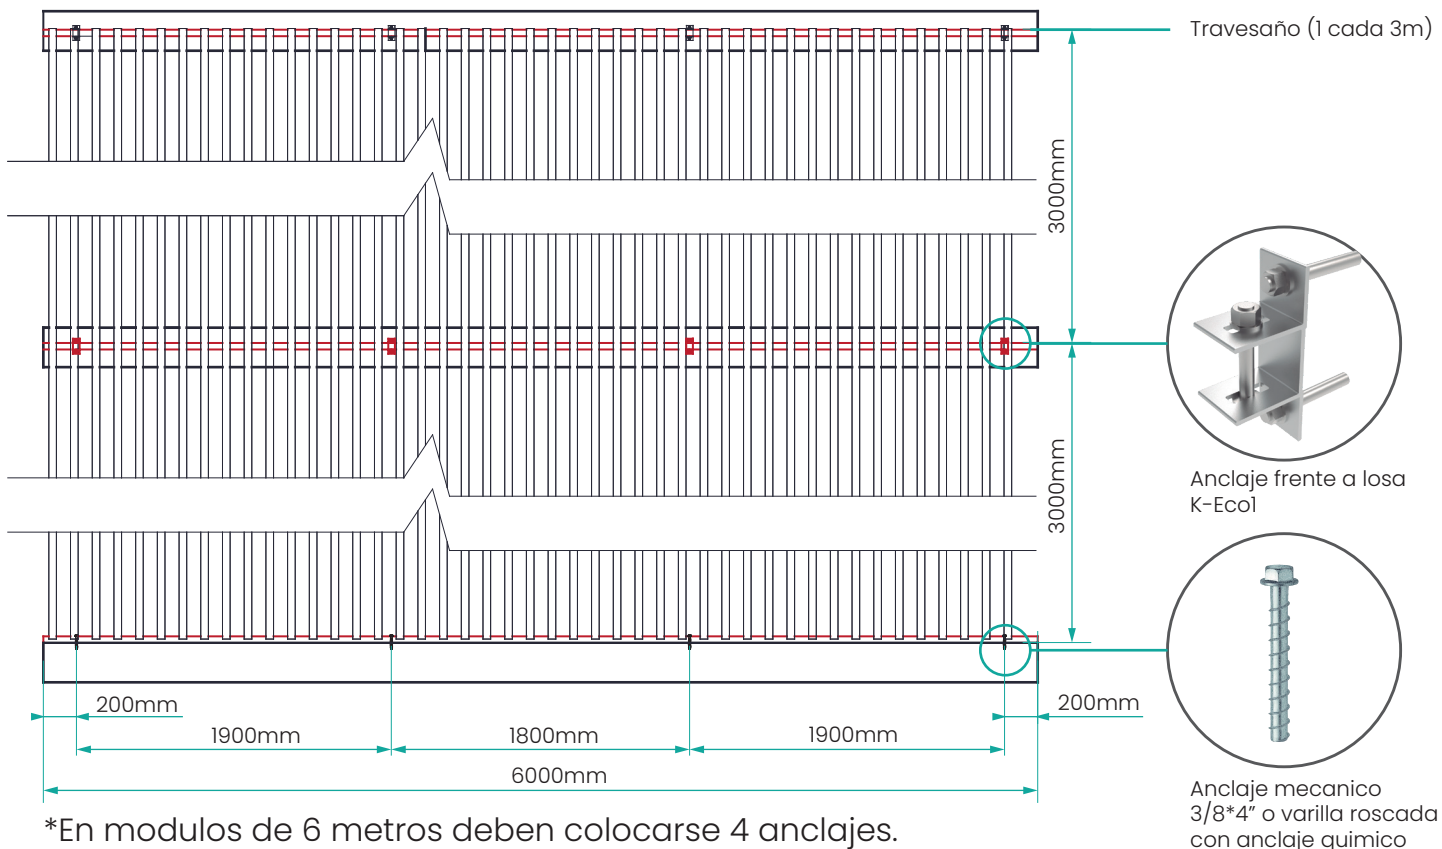 Travesaño (1 cada 3m)
3000mm
Anclaje frente a losa
K-Eco1
3000mm
200mm
200mm
1900mm
1800mm
1900mm
6000mm
Anclaje mecanico
3/8*4” o varilla roscada
con anclaje quimico
*En modulos de 6 metros deben colocarse 4 anclajes.